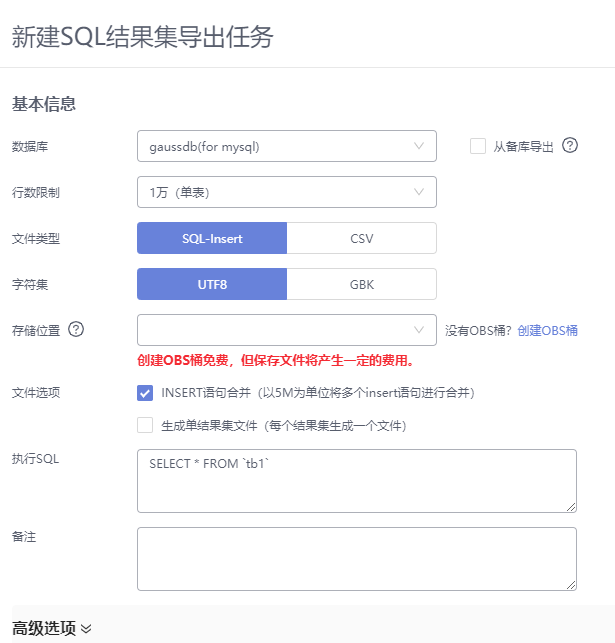 新建SQL结果集导出任务
基本信息
数据库 gaussdb(for mysql) 从备库导出 ?
行数限制 1万（单表）
文件类型 SQL-Insert CSV
字符集 UTF8 GBK
存储位置 ? 没有OBS桶？创建OBS桶
创建OBS桶免费，但保存文件将产生一定的费用。
文件选项 INSERT语句合并（以5M为单位将多个insert语句进行合并）
生成单结果集文件（每个结果集生成一个文件）
执行SQL SELECT * FROM `tb1`
备注
高级选项